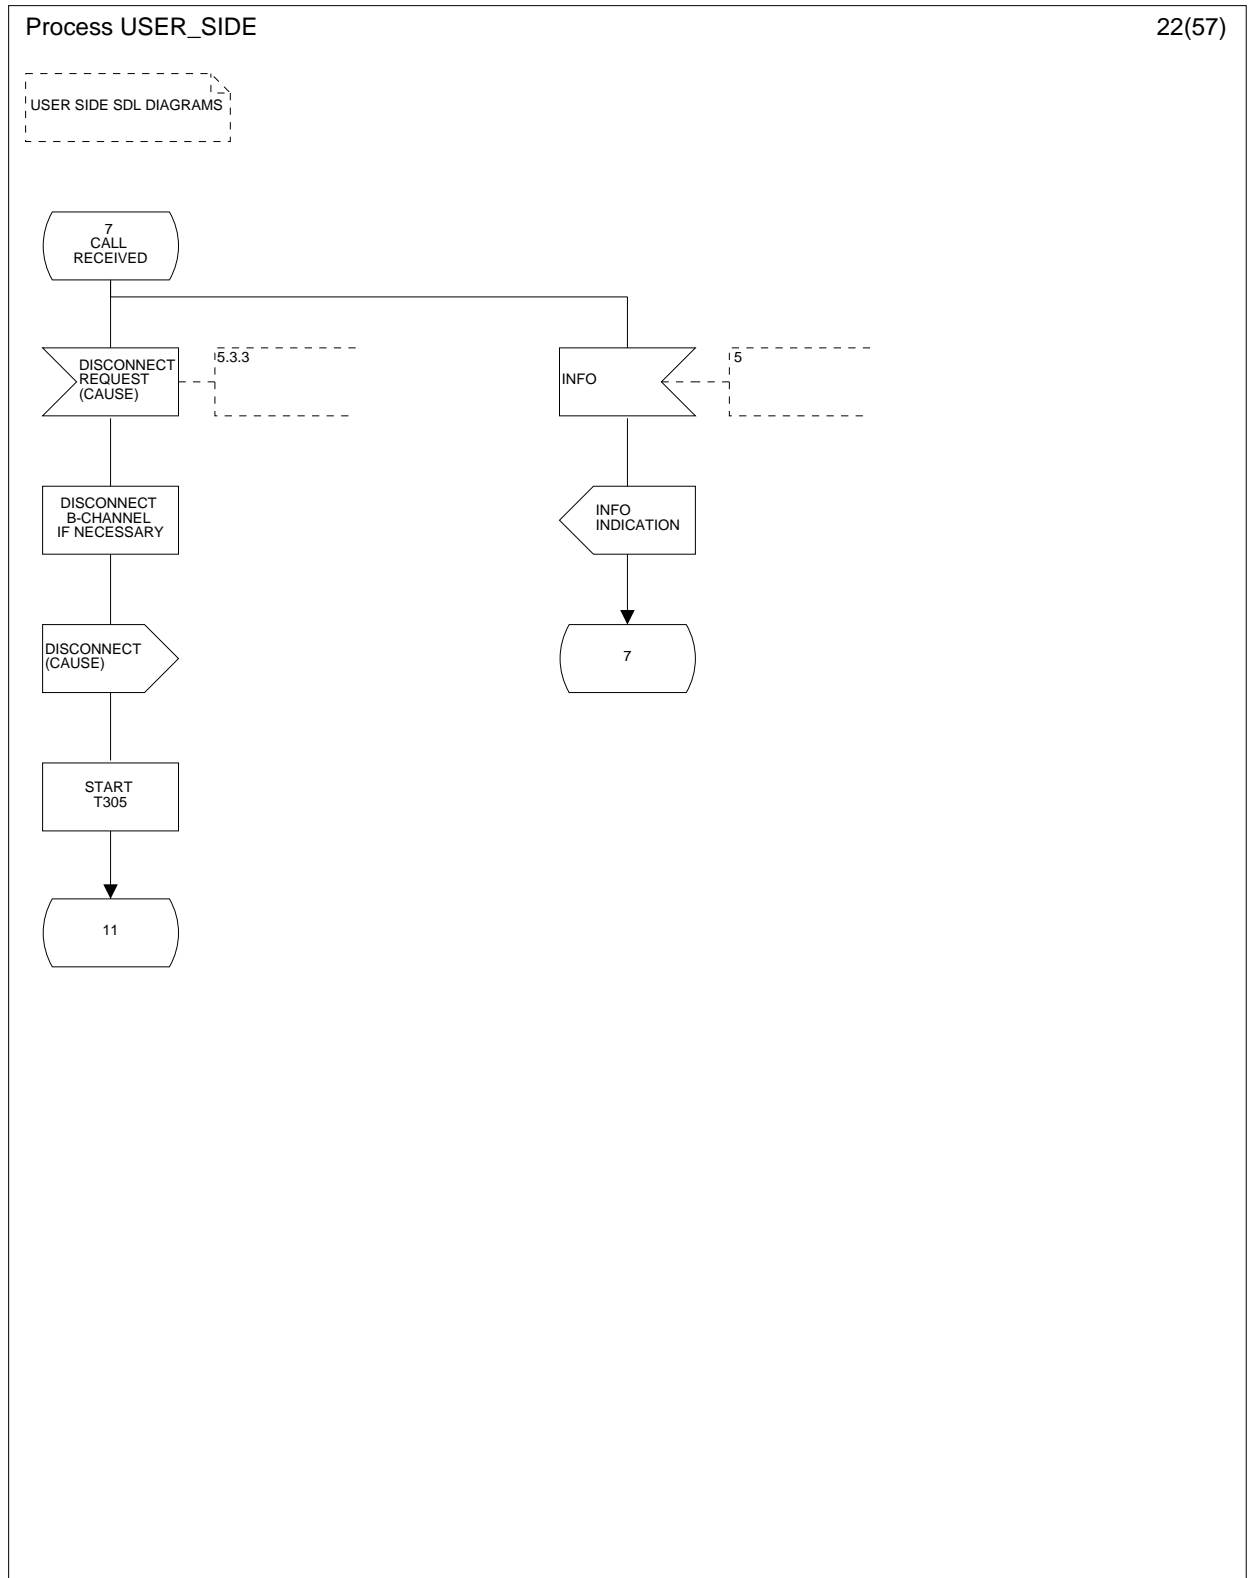 Process USER_SIDE
22(57)
USER SIDE SDL DIAGRAMS
7
CALL
RECEIVED
DISCONNECT
REQUEST
(CAUSE)
5.3.3
INFO
5
DISCONNECT
B-CHANNEL
IF NECESSARY
INFO
INDICATION
DISCONNECT
(CAUSE)
7
START
T305
11